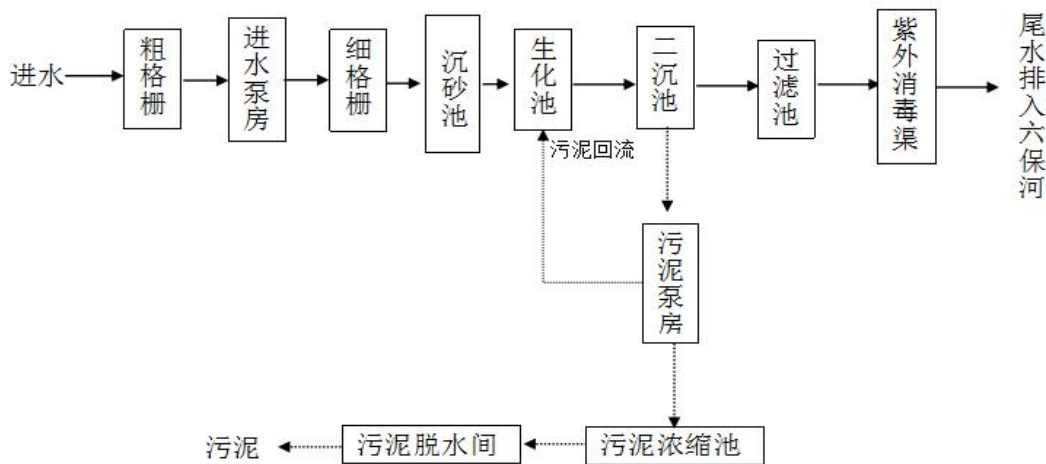 进水
粗格栅
进水泵房
细格栅
沉砂池
生化池
二沉池
过滤池
紫外消毒渠
尾水排入六保河
污泥回流
污泥泵房
污泥浓缩池
污泥脱水间
污泥